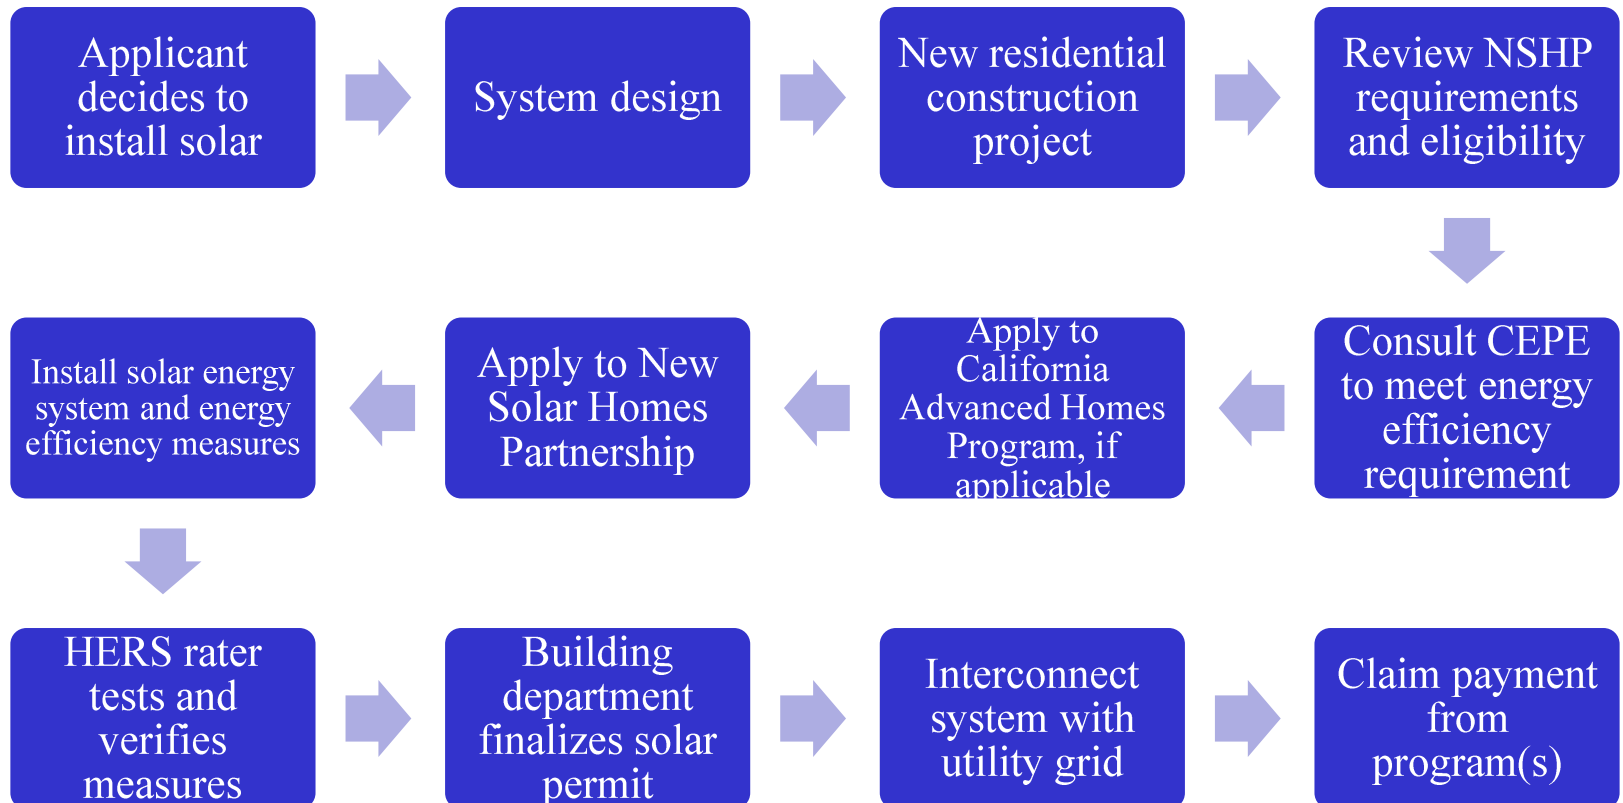 Applicant
decides to
install solar
System design
New residential
construction
project
Review NSHP
requirements
and eligibility
Consult CEPE
to meet energy
efficiency
requirement
Apply to
California
Advanced Homes
Program, if
applicable
Apply to New
Solar Homes
Partnership
Install solar energy
system and energy
efficiency measures
HERS rater
tests and
verifies
measures
Building
department
finalizes solar
permit
Interconnect
system with
utility grid
Claim payment
from
program(s)